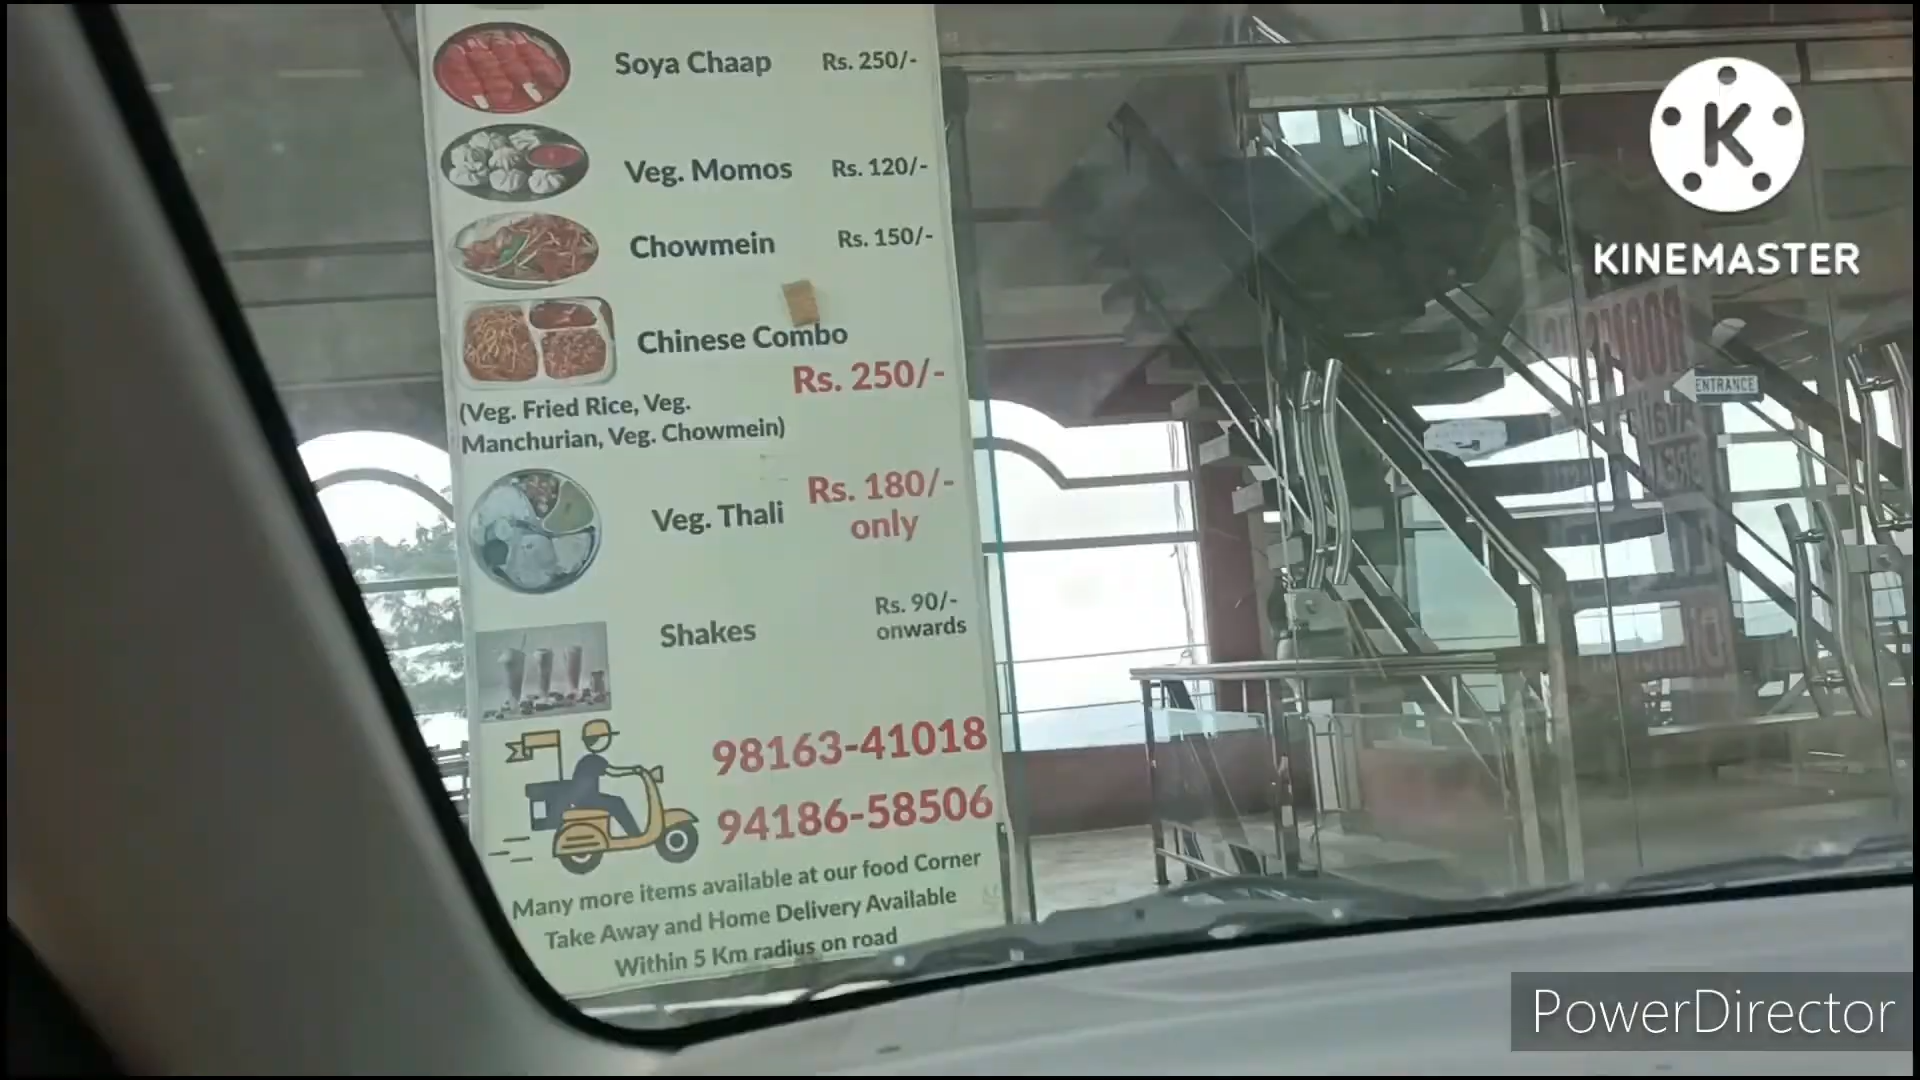 Soya Chaap Rs. 250/-
Veg. Momos Rs. 120/-
Chowmein Rs. 150/-
Chinese Combo
Rs. 250/-
(Veg. Fried Rice, Veg.
Manchurian, Veg. Chowmein)
Veg. Thali Rs. 180/-
only
Shakes Rs. 90/-
onwards
98163-41018
94186-58506
Many more items available at our food Corner
Take Away and Home Delivery Available
Within 5 Km radius on road
K
KINEMASTER
ENTRANCE
PowerDirector